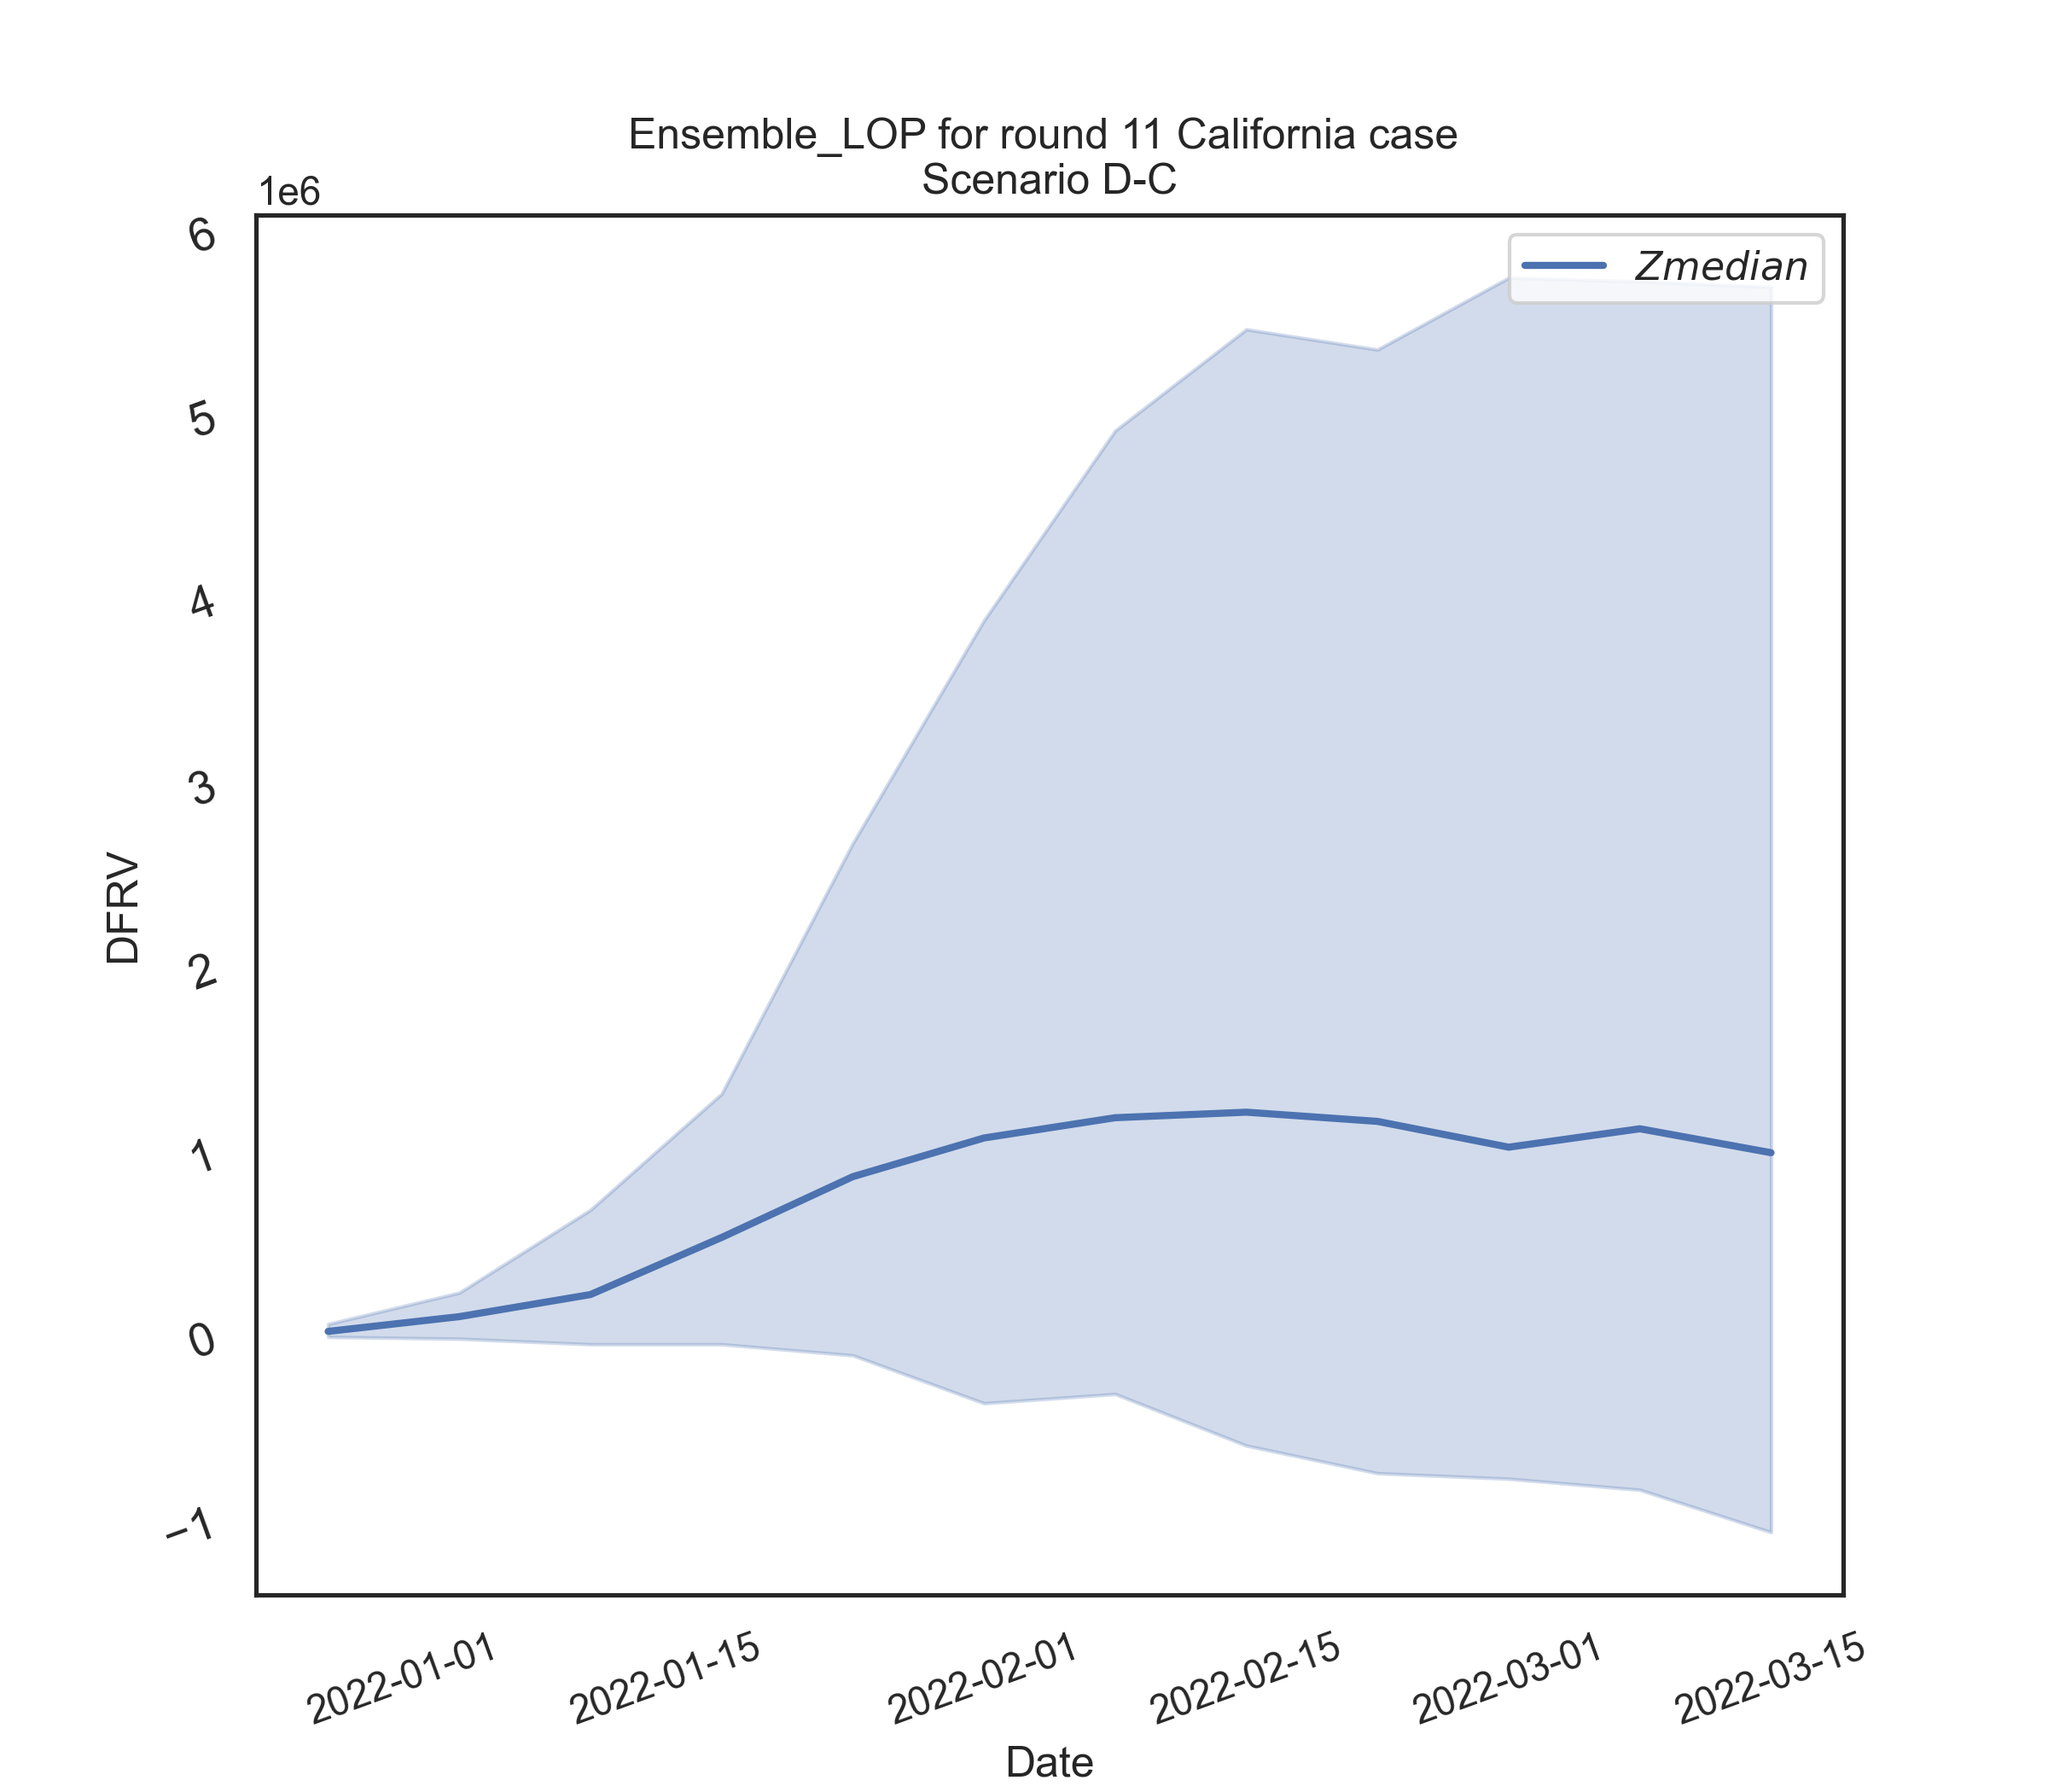 Ensemble_LOP for round 11 California case
Scenario D-C
1e6
Zmedian
6
5
4
3
2
1
0
−1
DFRV
2022-01-01
2022-01-15
2022-02-01
2022-02-15
2022-03-01
2022-03-15
Date